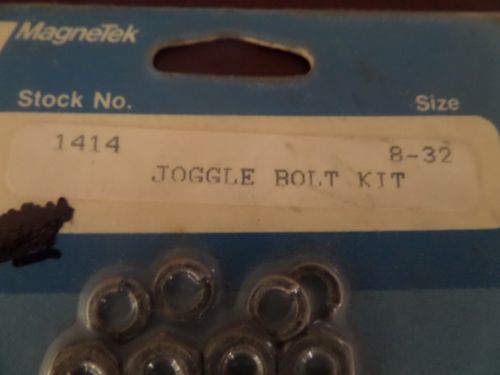 MagneTek
Stock No. Size
1414 8-32
JOGGLE BOLT KIT